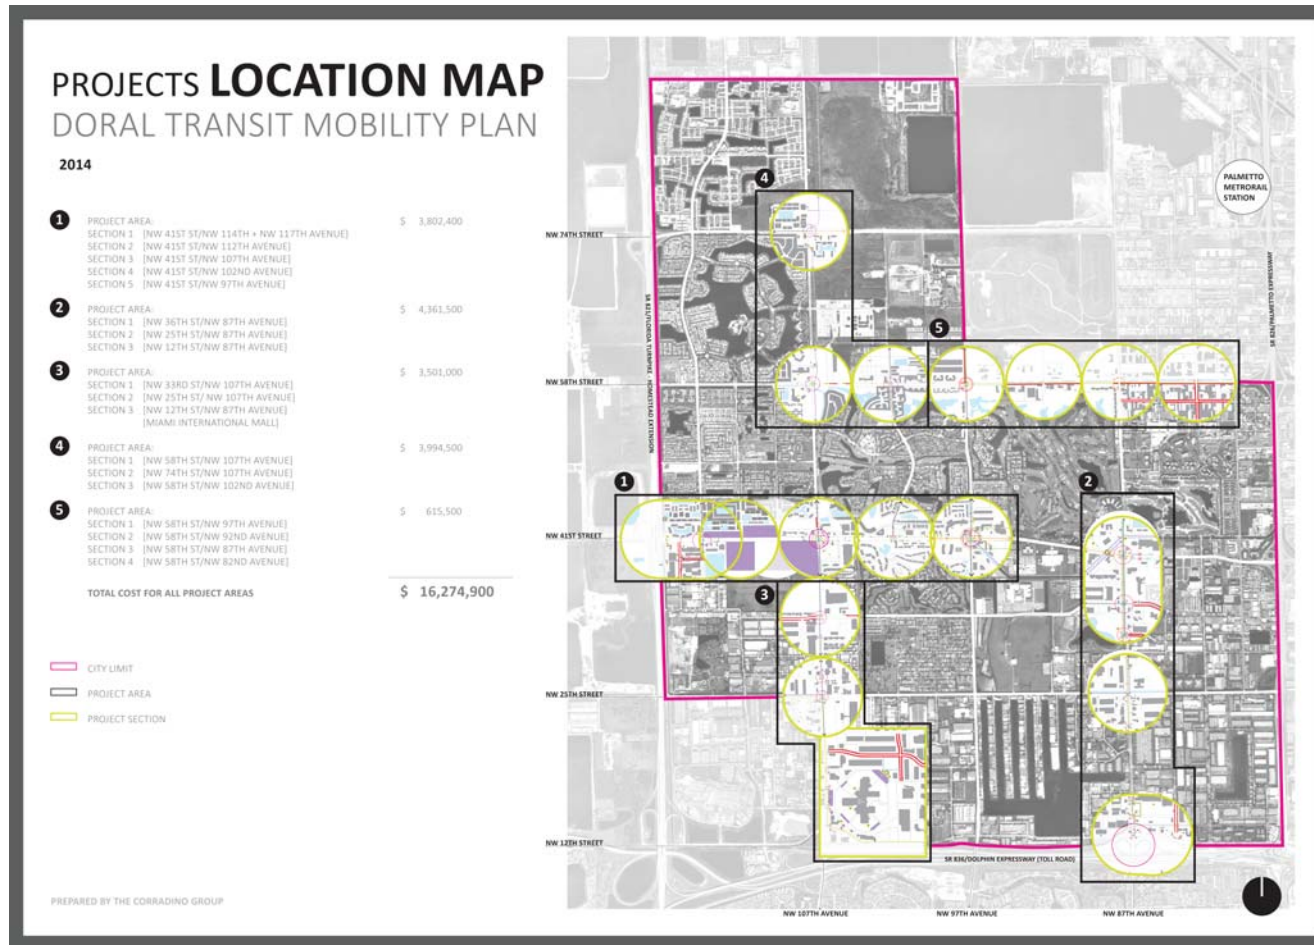 PROJECTS LOCATION MAP
DORAL TRANSIT MOBILITY PLAN
2014
1 PROJECT AREA: $ 3,802,400
SECTION 1 [NW 41ST ST/NW 114TH + NW 117TH AVENUE]
SECTION 2 [NW 41ST ST/NW 112TH AVENUE]
SECTION 3 [NW 41ST ST/NW 107TH AVENUE]
SECTION 4 [NW 41ST ST/NW 102ND AVENUE]
SECTION 5 [NW 41ST ST/NW 97TH AVENUE]
2 PROJECT AREA: $ 4,361,500
SECTION 1 [NW 36TH ST/NW 87TH AVENUE]
SECTION 2 [NW 25TH ST/NW 87TH AVENUE]
SECTION 3 [NW 12TH ST/NW 87TH AVENUE]
3 PROJECT AREA: $ 3,501,000
SECTION 1 [NW 33RD ST/NW 107TH AVENUE]
SECTION 2 [NW 25TH ST/ NW 107TH AVENUE]
SECTION 3 [NW 12TH ST/NW 87TH AVENUE]
[MIAMI INTERNATIONAL MALL]
4 PROJECT AREA: $ 3,994,500
SECTION 1 [NW 58TH ST/NW 107TH AVENUE]
SECTION 2 [NW 74TH ST/NW 107TH AVENUE]
SECTION 3 [NW 58TH ST/NW 102ND AVENUE]
5 PROJECT AREA: $ 615,500
SECTION 1 [NW 58TH ST/NW 97TH AVENUE]
SECTION 2 [NW 58TH ST/NW 92ND AVENUE]
SECTION 3 [NW 58TH ST/NW 87TH AVENUE]
SECTION 4 [NW 58TH ST/NW 82ND AVENUE]
TOTAL COST FOR ALL PROJECT AREAS $ 16,274,900
CITY LIMIT
PROJECT AREA
PROJECT SECTION
PREPARED BY THE CORRADINO GROUP
PALMETTO
METRORAIL
STATION
4
NW 74TH STREET
SR 826/PALMETTO EXPRESSWAY
SR 821/FLORIDA TURNPIKE - HOMESTEAD EXTENSION
5
NW 58TH STREET
1
2
NW 41ST STREET
3
NW 25TH STREET
NW 12TH STREET
SR 836/DOLPHIN EXPRESSWAY (TOLL ROAD)
NW 107TH AVENUE
NW 97TH AVENUE
NW 87TH AVENUE